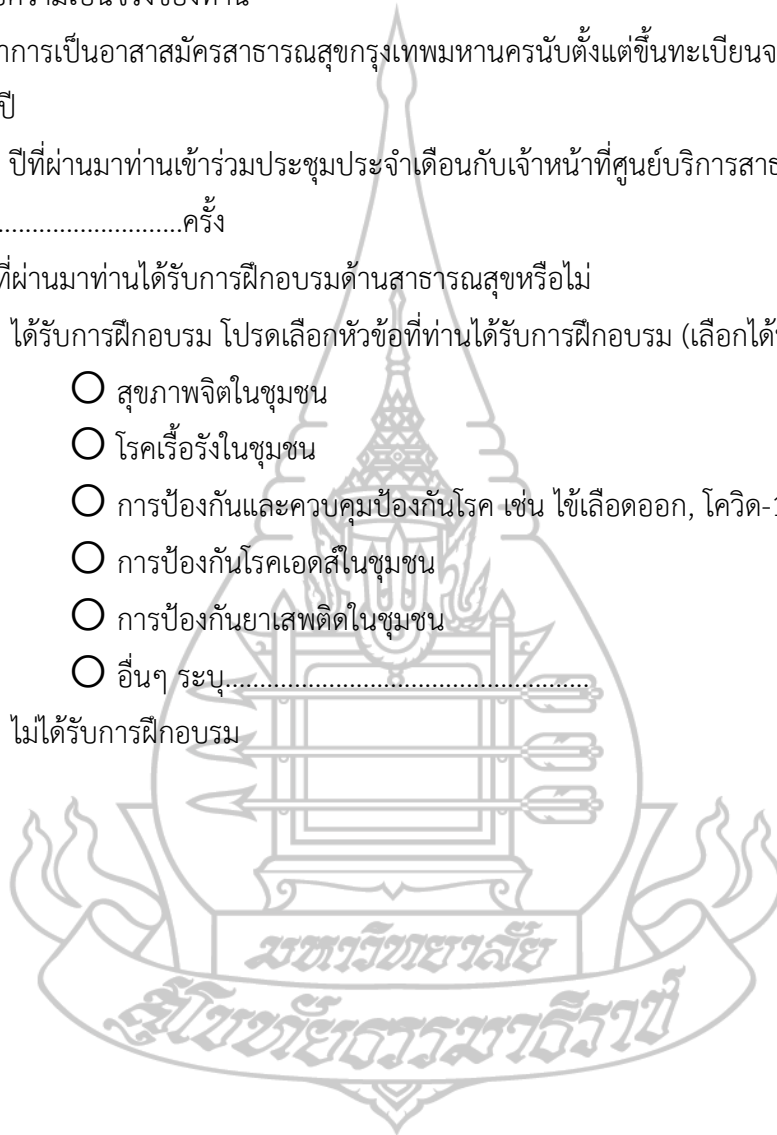 าการเป็นอาสาสมัครสาธารณสุขกรุงเทพมหานครนับตั้งแต่ขึ้นทะเบียนจ
ปี
ปีที่ผ่านมาท่านเข้าร่วมประชุมประจำเดือนกับเจ้าหน้าที่ศูนย์บริการสาธ
.............................ครั้ง
ที่ผ่านมาท่านได้รับการฝึกอบรมด้านสาธารณสุขหรือไม่
ได้รับการฝึกอบรม โปรดเลือกหัวข้อที่ท่านได้รับการฝึกอบรม (เลือกได้
สุขภาพจิตในชุมชน
โรคเรื้อรังในชุมชน
การป้องกันและควบคุมป้องกันโรค เช่น ไข้เลือดออก, โควิด-1
การป้องกันโรคเอดส์ในชุมชน
การป้องกันยาเสพติดในชุมชน
อื่นๆ ระบุ....................................................
ไม่ได้รับการฝึกอบรม
มหาวิทยาลัย
สุโขทัยธรรมาธิราช